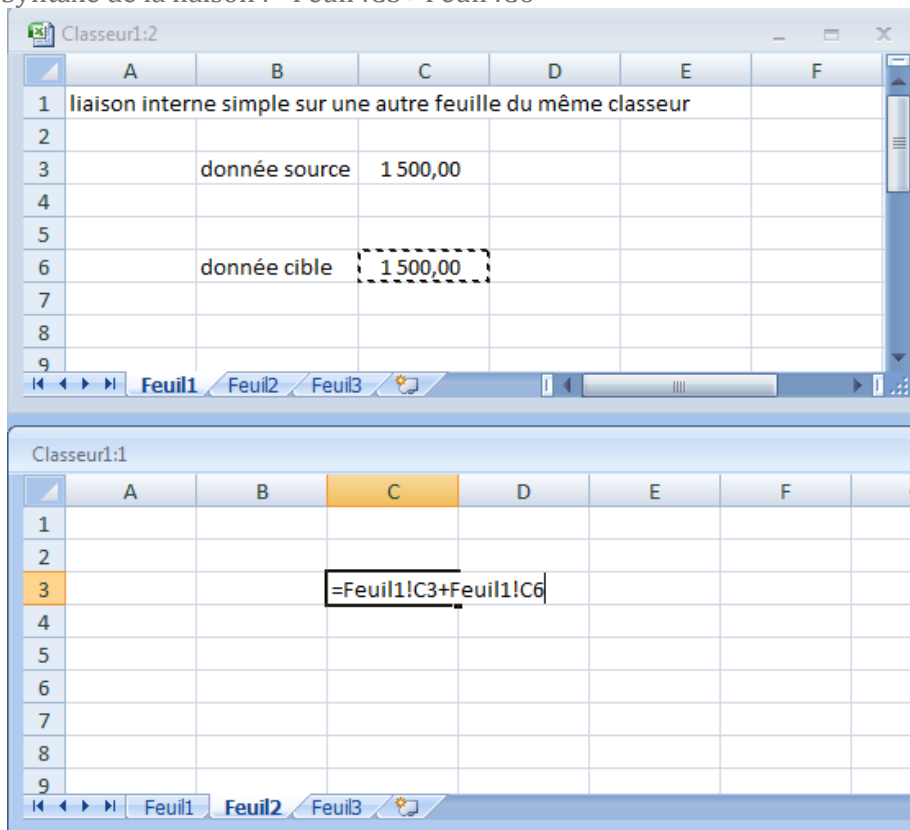 Classeur1:2
A B C D E F
1 liaison interne simple sur une autre feuille du même classeur
2
3 donnée source 1 500,00
4
5
6 donnée cible 1 500,00
7
8
9
Feuil1 Feuil2 Feuil3
Classeur1:1
A B C D E F
1
2
3 =Feuil1!C3+Feuil1!C6
4
5
6
7
8
9
Feuil1 Feuil2 Feuil3